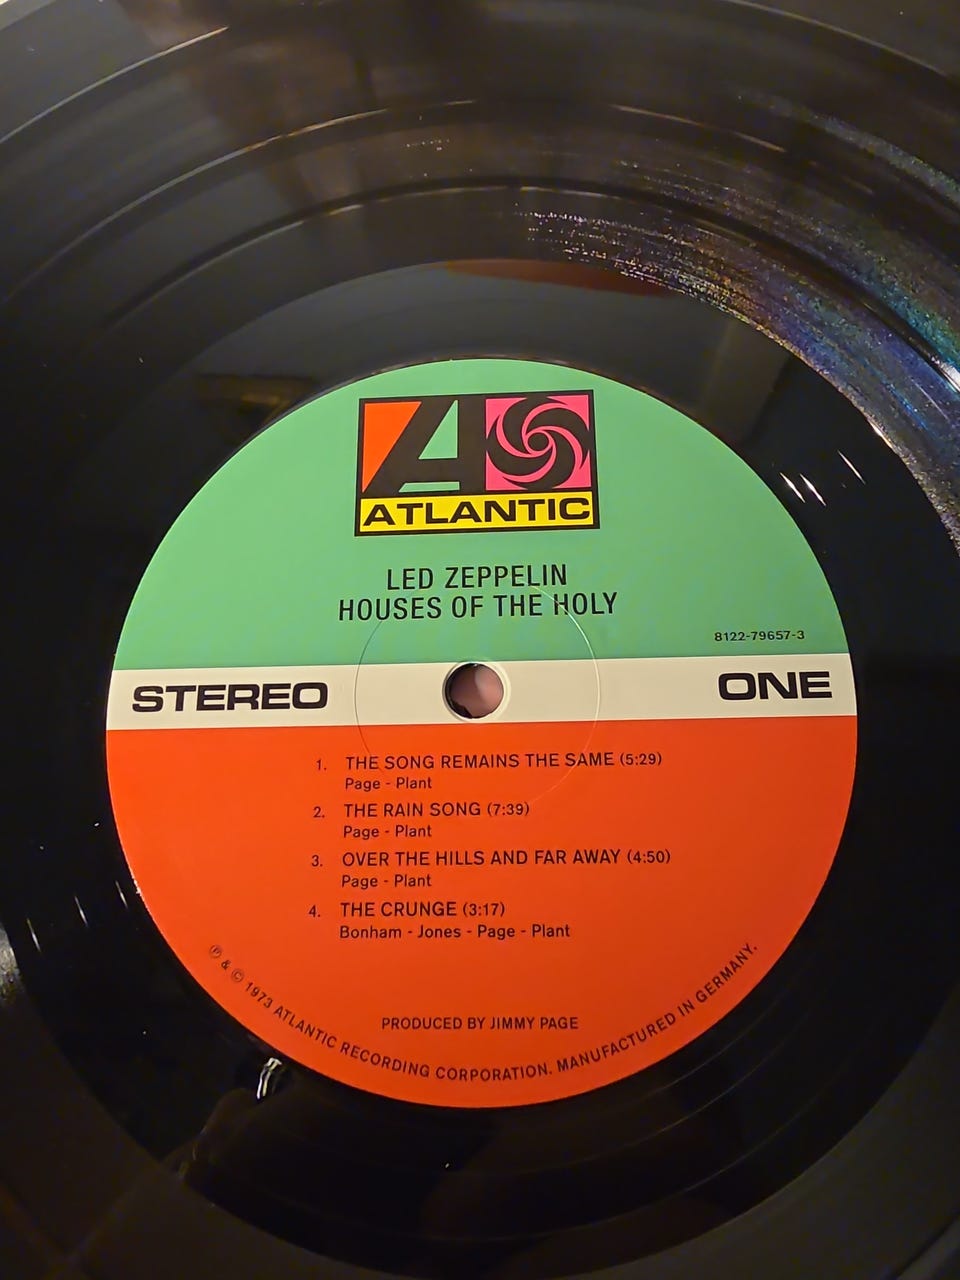 A
ATLANTIC
LED ZEPPELIN
HOUSES OF THE HOLY
8122-79657-3
STEREO
ONE
1. THE SONG REMAINS THE SAME (5:29)
Page - Plant
2. THE RAIN SONG (7:39)
Page - Plant
3. OVER THE HILLS AND FAR AWAY (4:50)
Page - Plant
4. THE CRUNGE (3:17)
Bonham - Jones - Page - Plant
PRODUCED BY JIMMY PAGE
℗ & © 1973 ATLANTIC RECORDING CORPORATION. MANUFACTURED IN GERMANY.